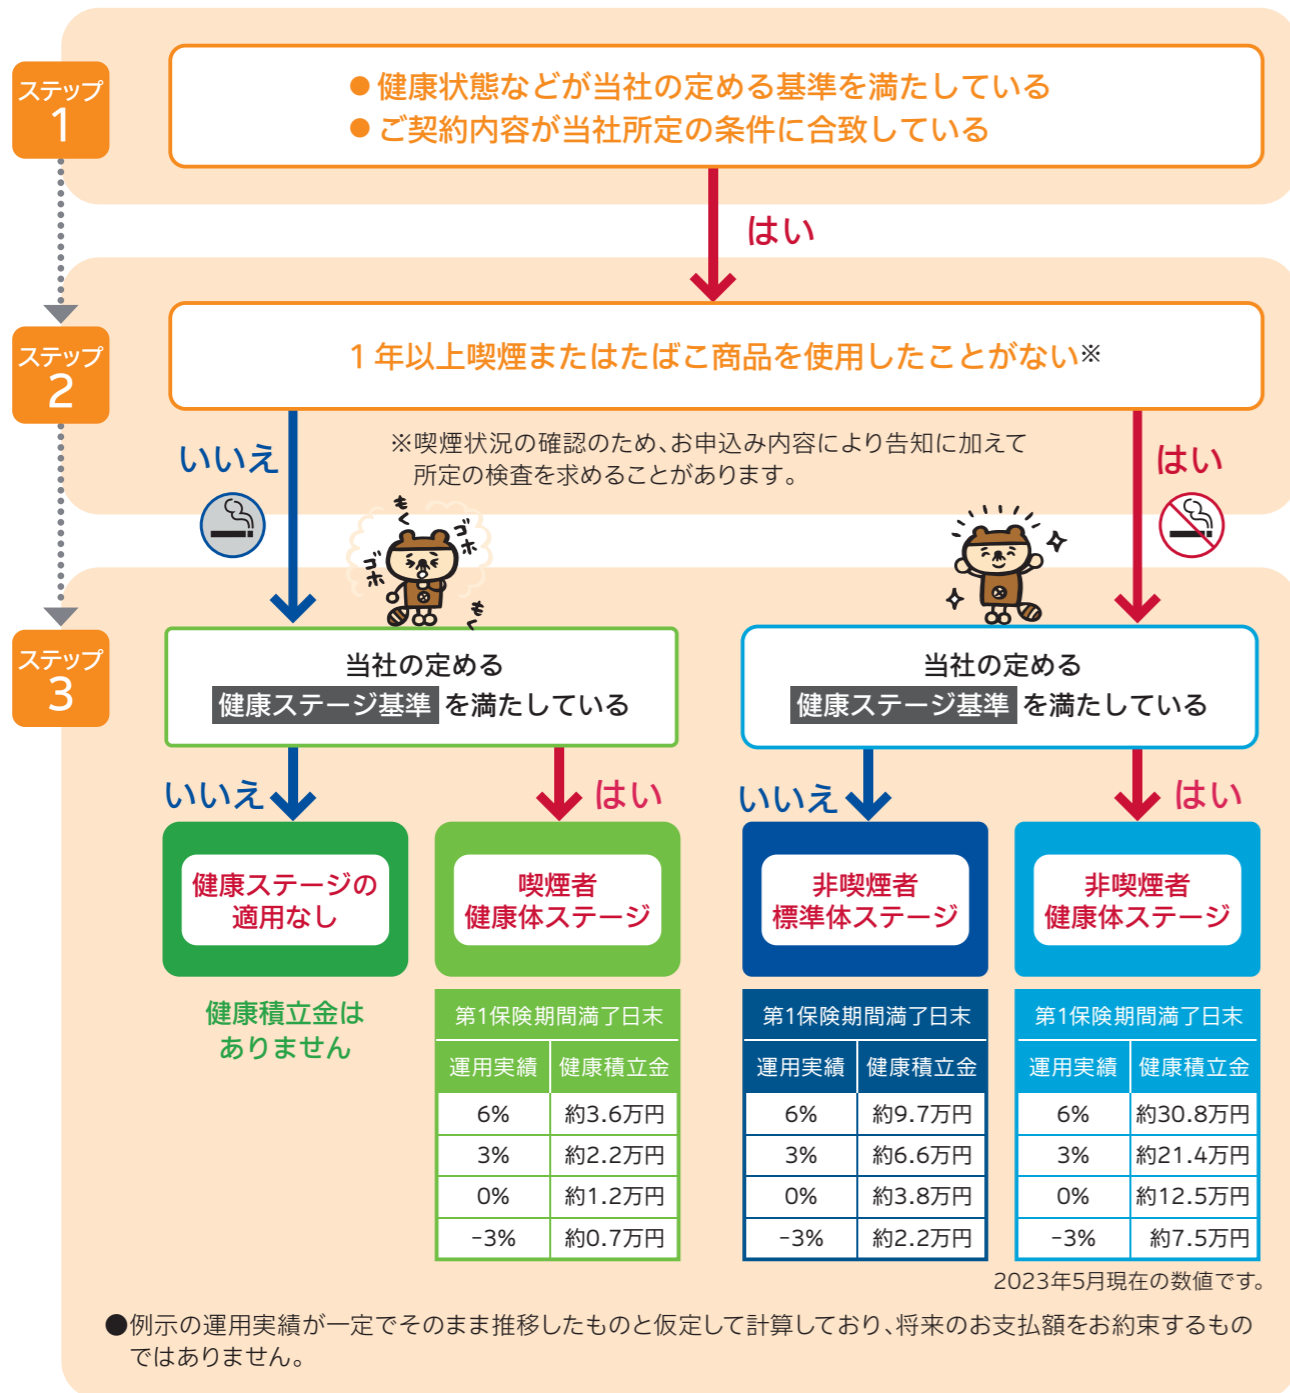 ステップ
1
●健康状態などが当社の定める基準を満たしている
●ご契約内容が当社所定の条件に合致している
はい
ステップ
2
1年以上喫煙またはたばこ商品を使用したことがない※
いいえ
※喫煙状況の確認のため、お申込み内容により告知に加えて
所定の検査を求めることがあります。
はい
もく
ゴホ
ゴホ
もく
ステップ
3
当社の定める
健康ステージ基準 を満たしている
当社の定める
健康ステージ基準 を満たしている
いいえ
はい
いいえ
はい
健康ステージの
適用なし
喫煙者
健康体ステージ
非喫煙者
標準体ステージ
非喫煙者
健康体ステージ
健康積立金は
ありません
第1保険期間満了日末
運用実績 健康積立金
6% 約3.6万円
3% 約2.2万円
0% 約1.2万円
-3% 約0.7万円
第1保険期間満了日末
運用実績 健康積立金
6% 約9.7万円
3% 約6.6万円
0% 約3.8万円
-3% 約2.2万円
第1保険期間満了日末
運用実績 健康積立金
6% 約30.8万円
3% 約21.4万円
0% 約12.5万円
-3% 約7.5万円
2023年5月現在の数値です。
●例示の運用実績が一定でそのまま推移したものと仮定して計算しており、将来のお支払額をお約束するもの
ではありません。